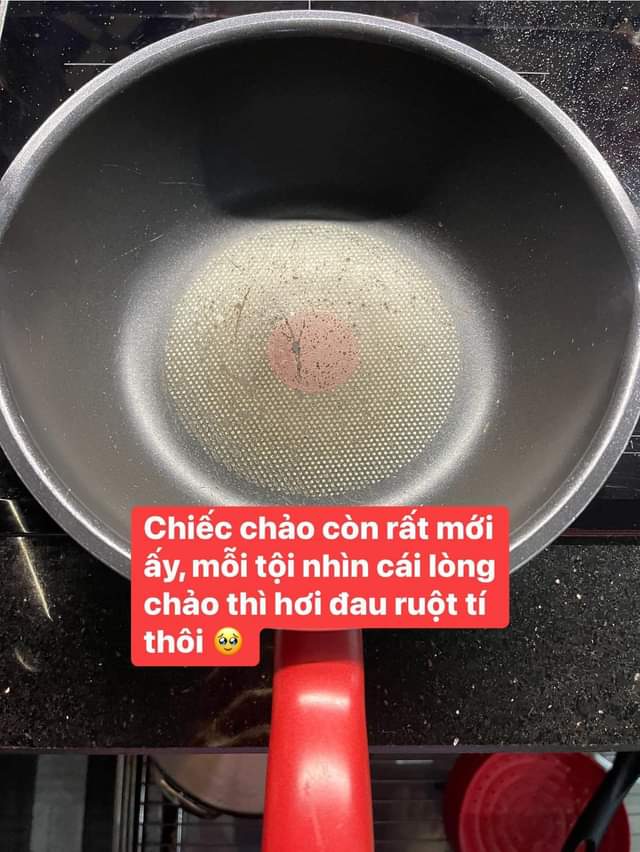 Chiếc chảo còn rất mới
ấy, mỗi tội nhìn cái lòng
chảo thì hơi đau ruột tí
thôi 🥹